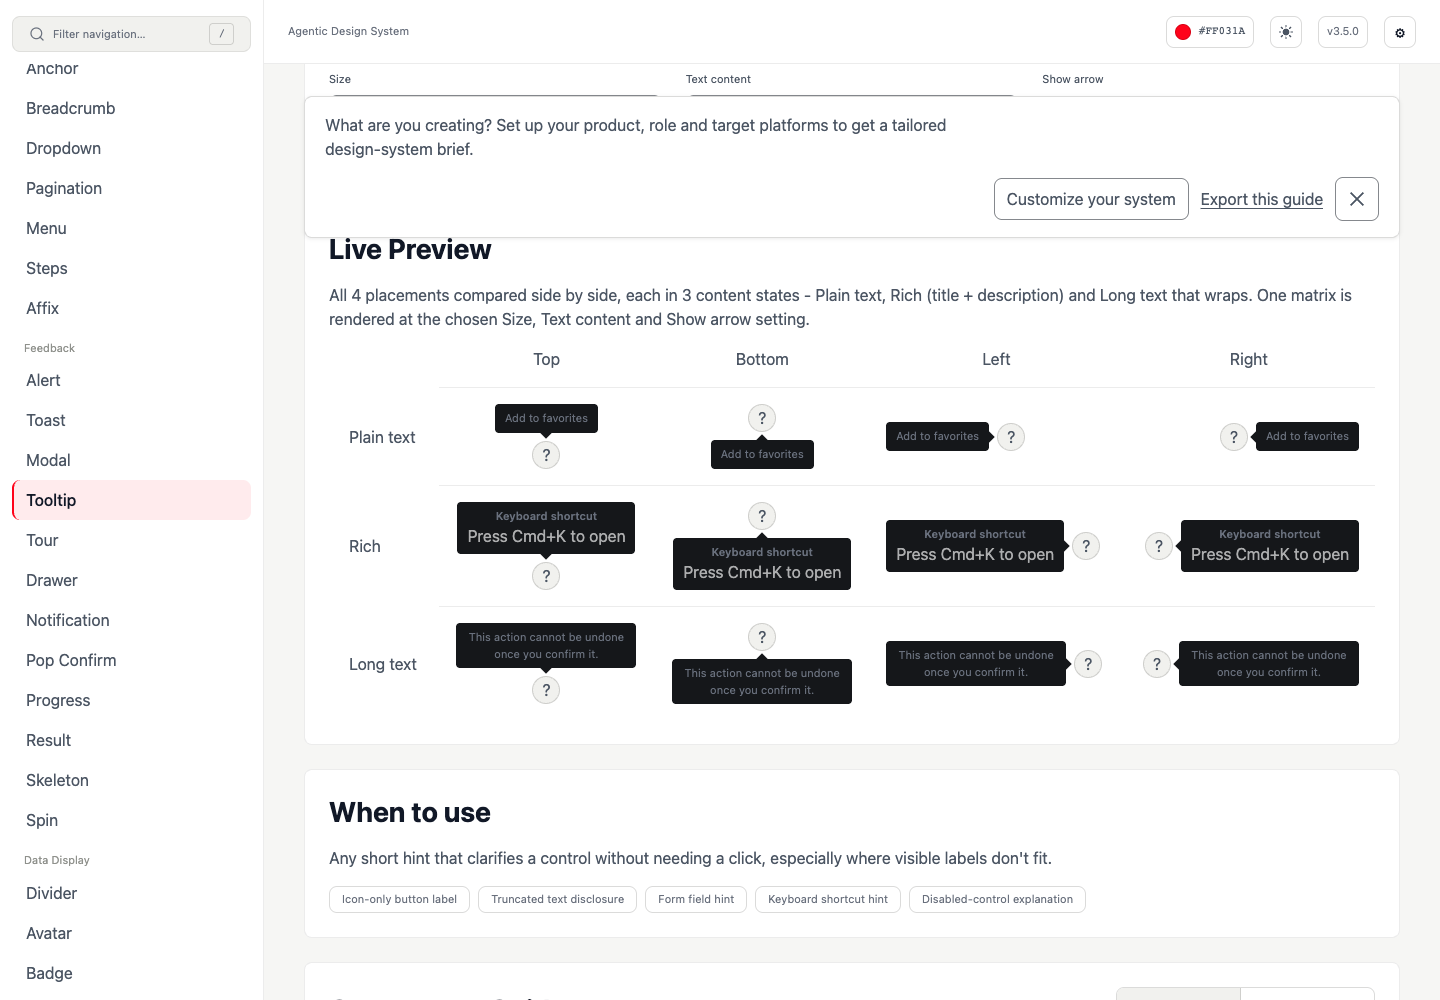 Filter navigation...
/
Anchor
Breadcrumb
Dropdown
Pagination
Menu
Steps
Affix
Feedback
Alert
Toast
Modal
Tooltip
Tour
Drawer
Notification
Pop Confirm
Progress
Result
Skeleton
Spin
Data Display
Divider
Avatar
Badge
Agentic Design System
#FF031A
v3.5.0
Size
Text content
Show arrow
What are you creating? Set up your product, role and target platforms to get a tailored
design-system brief.
Customize your system
Export this guide
Live Preview
All 4 placements compared side by side, each in 3 content states - Plain text, Rich (title + description) and Long text that wraps. One matrix is
rendered at the chosen Size, Text content and Show arrow setting.
Top
Bottom
Left
Right
Plain text
Add to favorites
?
?
Add to favorites
Add to favorites
?
?
Add to favorites
Rich
Keyboard shortcut
Press Cmd+K to open
?
?
Keyboard shortcut
Press Cmd+K to open
Keyboard shortcut
Press Cmd+K to open
?
?
Keyboard shortcut
Press Cmd+K to open
Long text
This action cannot be undone
once you confirm it.
?
?
This action cannot be undone
once you confirm it.
This action cannot be undone
once you confirm it.
?
?
This action cannot be undone
once you confirm it.
When to use
Any short hint that clarifies a control without needing a click, especially where visible labels don't fit.
Icon-only button label
Truncated text disclosure
Form field hint
Keyboard shortcut hint
Disabled-control explanation